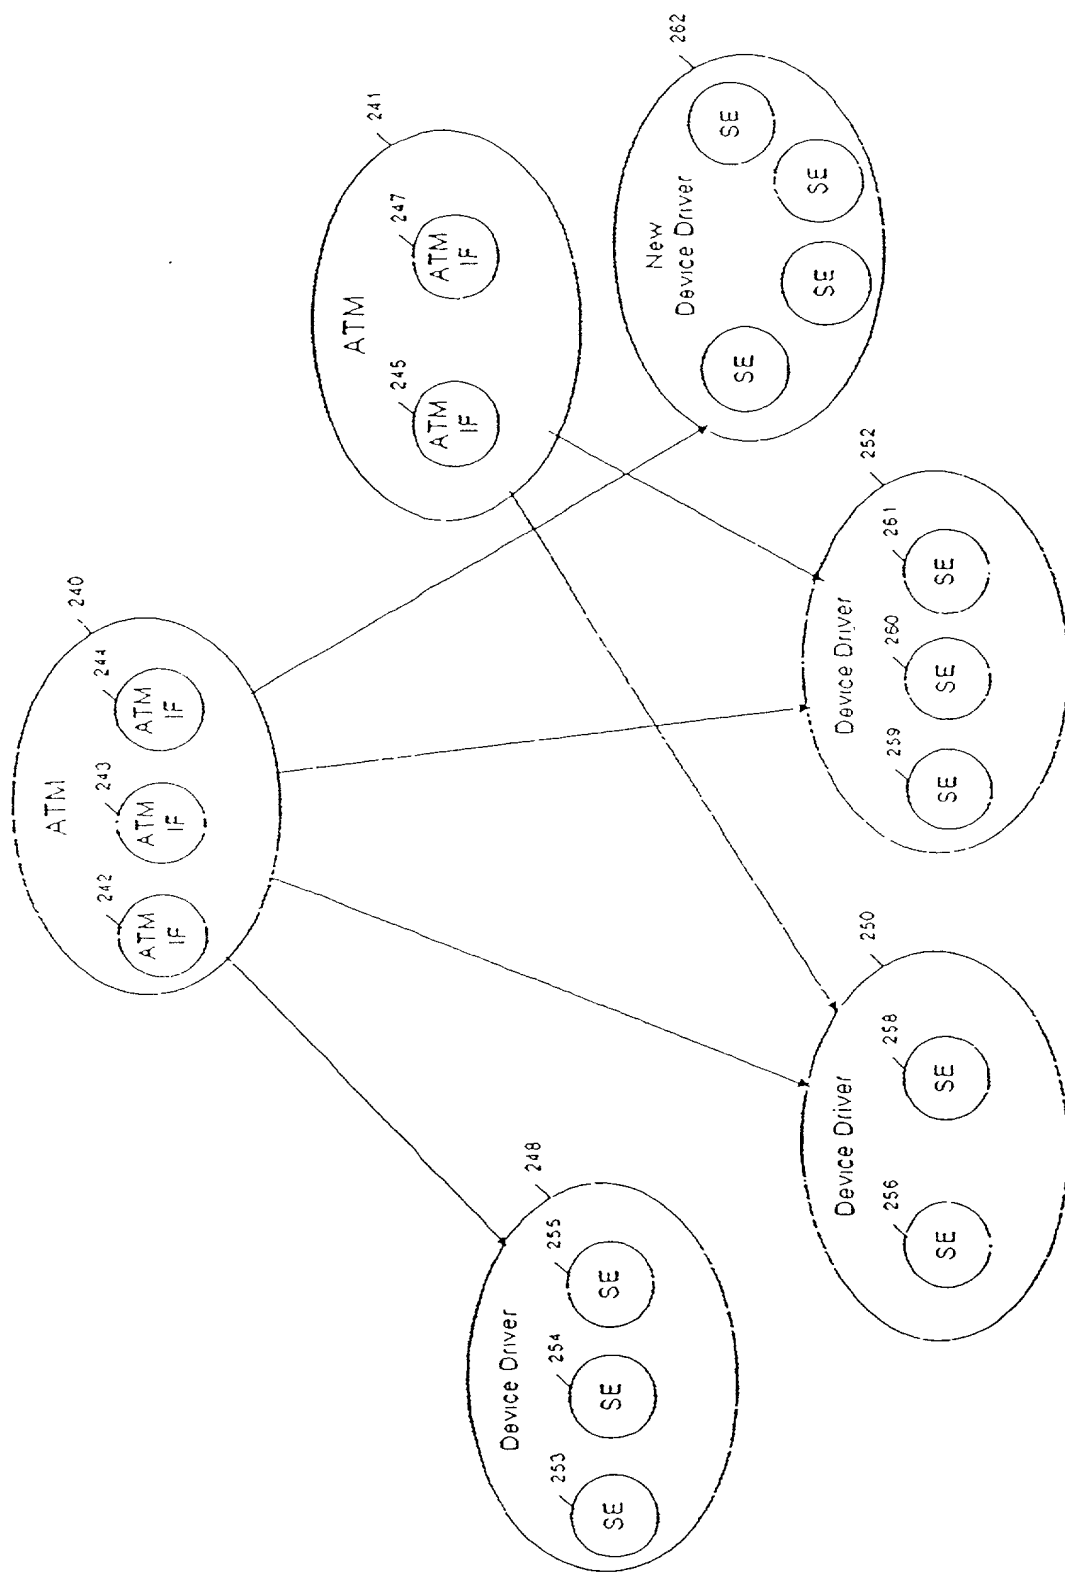 240
ATM
242
ATM
IF
243
ATM
IF
244
ATM
IF
241
ATM
245
ATM
IF
247
ATM
IF
248
Device Driver
253
SE
254
SE
255
SE
250
Device Driver
256
SE
258
SE
252
Device Driver
259
SE
260
SE
261
SE
262
New
Device Driver
SE
SE
SE
SE